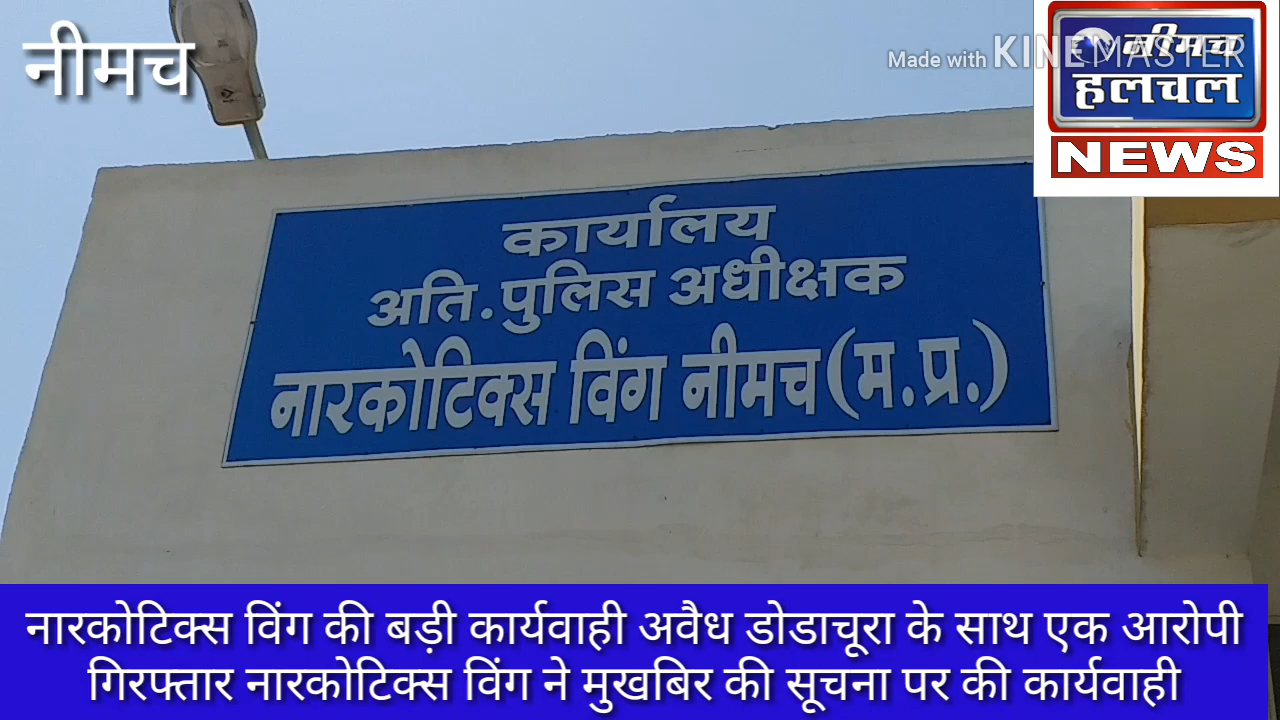 नीमच
Made with KINEMASTER
नीमच
हलचल
NEWS
कार्यालय
अति.पुलिस अधीक्षक
नारकोटिक्स विंग नीमच (म.प्र.)
नारकोटिक्स विंग की बड़ी कार्यवाही अवैध डोडाचूरा के साथ एक आरोपी
गिरफ्तार नारकोटिक्स विंग ने मुखबिर की सूचना पर की कार्यवाही